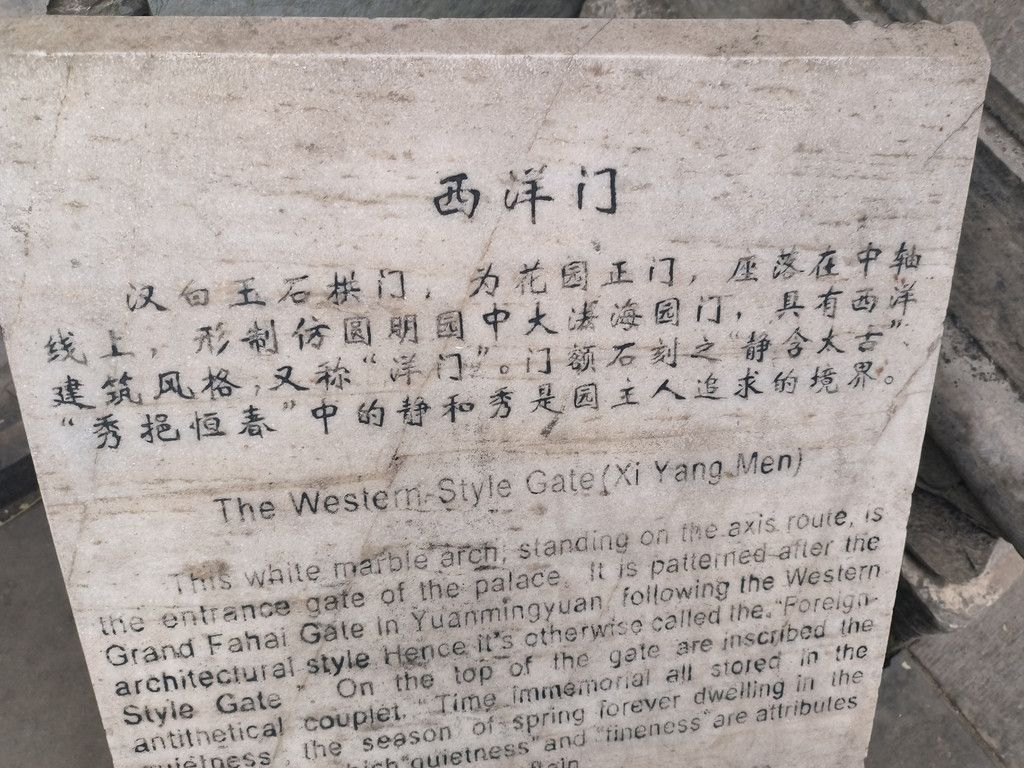 西洋门
汉白玉石栱门，为花园正门，座落在中轴
线上，形制仿圆明园中大法海园门，具有西洋
建筑风格，又称“洋门”。门额石刻之“静含太古”、
“秀挹恒春”中的静和秀是园主人追求的境界。
The Western-Style Gate(Xi Yang Men)
This white marble arch, standing on the axis route, is
the entrance gate of the palace. It is patterned after the
Grand Fahai Gate in Yuanmingyuan following the Western
architectural style Hence it's otherwise called the "Foreign-
Style Gate". On the top of the gate are inscribed the
antithetical couplet. "Time immemorial all stored in the
quietness, the season of spring forever dwelling in the
"quietness" and "fineness" are attributes